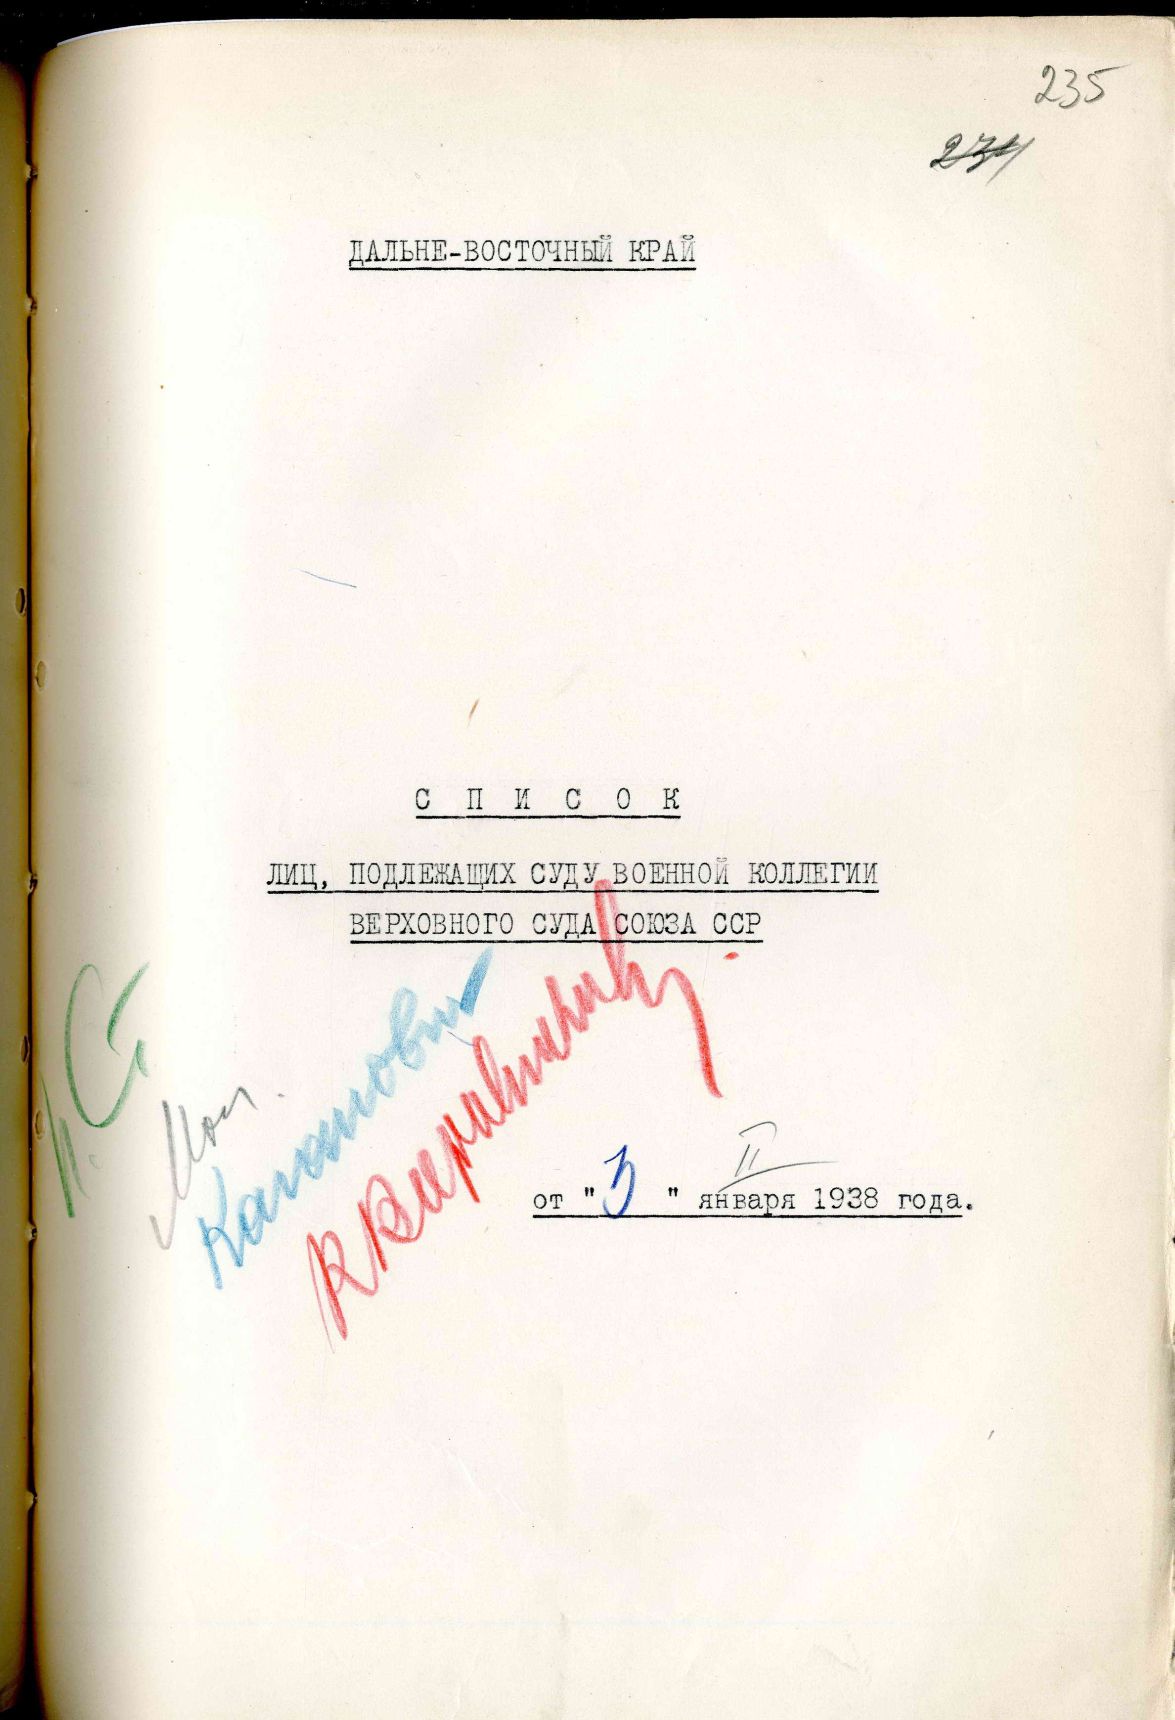 235
234
ДАЛЬНЕ-ВОСТОЧНЫЙ КРАЙ
С П И С О К
ЛИЦ, ПОДЛЕЖАЩИХ СУДУ ВОЕННОЙ КОЛЛЕГИИ
ВЕРХОВНОГО СУДА СОЮЗА ССР
Мол
Каганович
К Ворошилов.
II
от "3" января 1938 года.